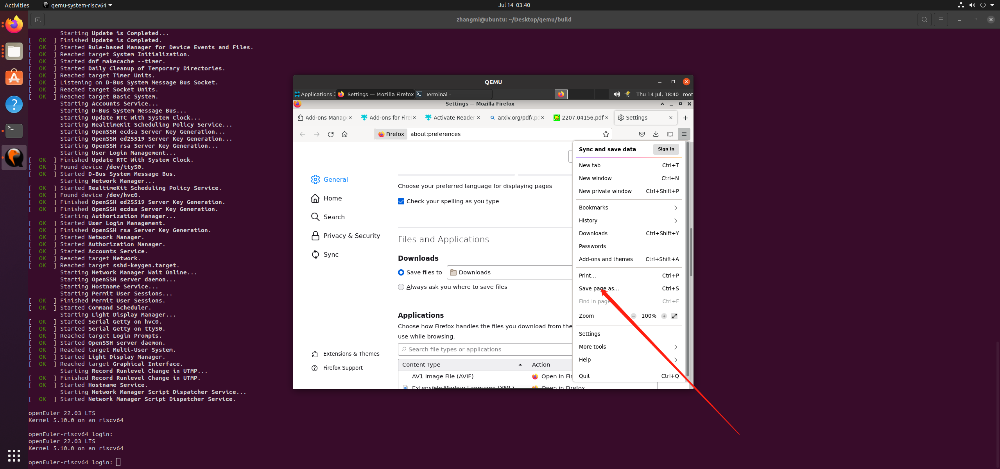 Activities
qemu-system-riscv64
Jul 14 03:40
zhangmi@ubuntu: ~/Desktop/qemu/build
Starting Update is Completed...
[ OK ] Finished Update is Completed.
[ OK ] Started Rule-based Manager for Device Events and Files.
[ OK ] Reached target System Initialization.
[ OK ] Started dnf makecache --timer.
[ OK ] Started Daily Cleanup of Temporary Directories.
[ OK ] Reached target Timer Units.
[ OK ] Listening on D-Bus System Message Bus Socket.
[ OK ] Reached target Socket Units.
[ OK ] Reached target Basic System.
Starting Accounts Service...
Starting D-Bus System Message Bus...
Starting Update RTC With System Clock...
Starting RealtimeKit Scheduling Policy Service...
Starting OpenSSH ecdsa Server Key Generation...
Starting OpenSSH ed25519 Server Key Generation...
Starting OpenSSH rsa Server Key Generation...
Starting User Login Management...
[ OK ] Finished Update RTC With System Clock.
[ OK ] Found device /dev/ttyS0.
[ OK ] Started D-Bus System Message Bus.
Starting Network Manager...
[ OK ] Started RealtimeKit Scheduling Policy Service.
[ OK ] Found device /dev/hvc0.
[ OK ] Finished OpenSSH ed25519 Server Key Generation.
[ OK ] Finished OpenSSH ecdsa Server Key Generation.
Starting Authorization Manager...
[ OK ] Started User Login Management.
[ OK ] Finished OpenSSH rsa Server Key Generation.
[ OK ] Started Network Manager.
[ OK ] Started Authorization Manager.
[ OK ] Started Accounts Service.
[ OK ] Reached target Network.
[ OK ] Reached target sshd-keygen.target.
Starting Network Manager Wait Online...
Starting OpenSSH server daemon...
Starting Hostname Service...
Starting Permit User Sessions...
[ OK ] Finished Permit User Sessions.
[ OK ] Started Command Scheduler.
Starting Light Display Manager...
[ OK ] Started Serial Getty on hvc0.
[ OK ] Started Serial Getty on ttyS0.
[ OK ] Reached target Login Prompts.
[ OK ] Started OpenSSH server daemon.
[ OK ] Reached target Multi-User System.
[ OK ] Started Light Display Manager.
[ OK ] Reached target Graphical Interface.
Starting Record Runlevel Change in UTMP...
[ OK ] Finished Record Runlevel Change in UTMP.
[ OK ] Started Hostname Service.
Starting Network Manager Script Dispatcher Service...
[ OK ] Started Network Manager Script Dispatcher Service.
openEuler 22.03 LTS
Kernel 5.10.0 on an riscv64
openEuler-riscv64 login:
openEuler 22.03 LTS
Kernel 5.10.0 on an riscv64
openEuler-riscv64 login:
QEMU
Applications
Settings — Mozilla Firefox
Terminal -
Thu 14 Jul, 18:40
root
Settings — Mozilla Firefox
Add-ons Manag
Add-ons for Firef
Activate Reader
arxiv.org/pdf/.pd
2207.04156.pdf
Settings
Firefox
about:preferences
General
Home
Search
Privacy & Security
Sync
Extensions & Themes
Firefox Support
Choose your preferred language for displaying pages
Check your spelling as you type
Files and Applications
Downloads
Save files to
Downloads
Always ask you where to save files
Applications
Choose how Firefox handles the files you download from the
use while browsing.
Search file types or applications
Content Type
Action
AV1 Image File (AVIF)
Open in Fir
Extensible Markup Language (XML)
Open in Firefox
Sync and save data
Sign In
New tab Ctrl+T
New window Ctrl+N
New private window Ctrl+Shift+P
Bookmarks
History
Downloads Ctrl+Shift+Y
Passwords
Add-ons and themes Ctrl+Shift+A
Print... Ctrl+P
Save page as... Ctrl+S
Find in page Ctrl+F
Zoom 100%
Settings
More tools
Help
Quit Ctrl+Q